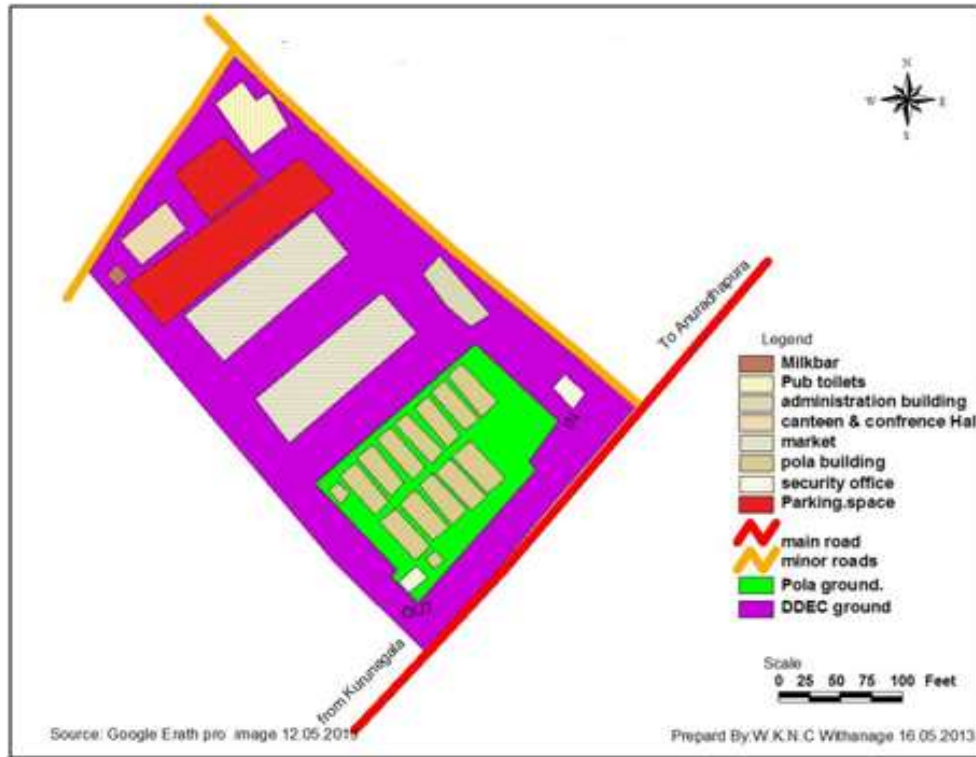 N
W E
S
To Anuradhapura
Legend
Milkbar
Pub toilets
administration building
canteen & confrence Hal
market
pola building
security office
Parking.space
main road
minor roads
Pola ground.
DDEC ground
IN
OUT
from Kurunagala
Scale
0 25 50 75 100 Feet
Source: Google Erath pro image 12.05.2013
Prepard By:W.K.N.C Withanage 16.05.2013